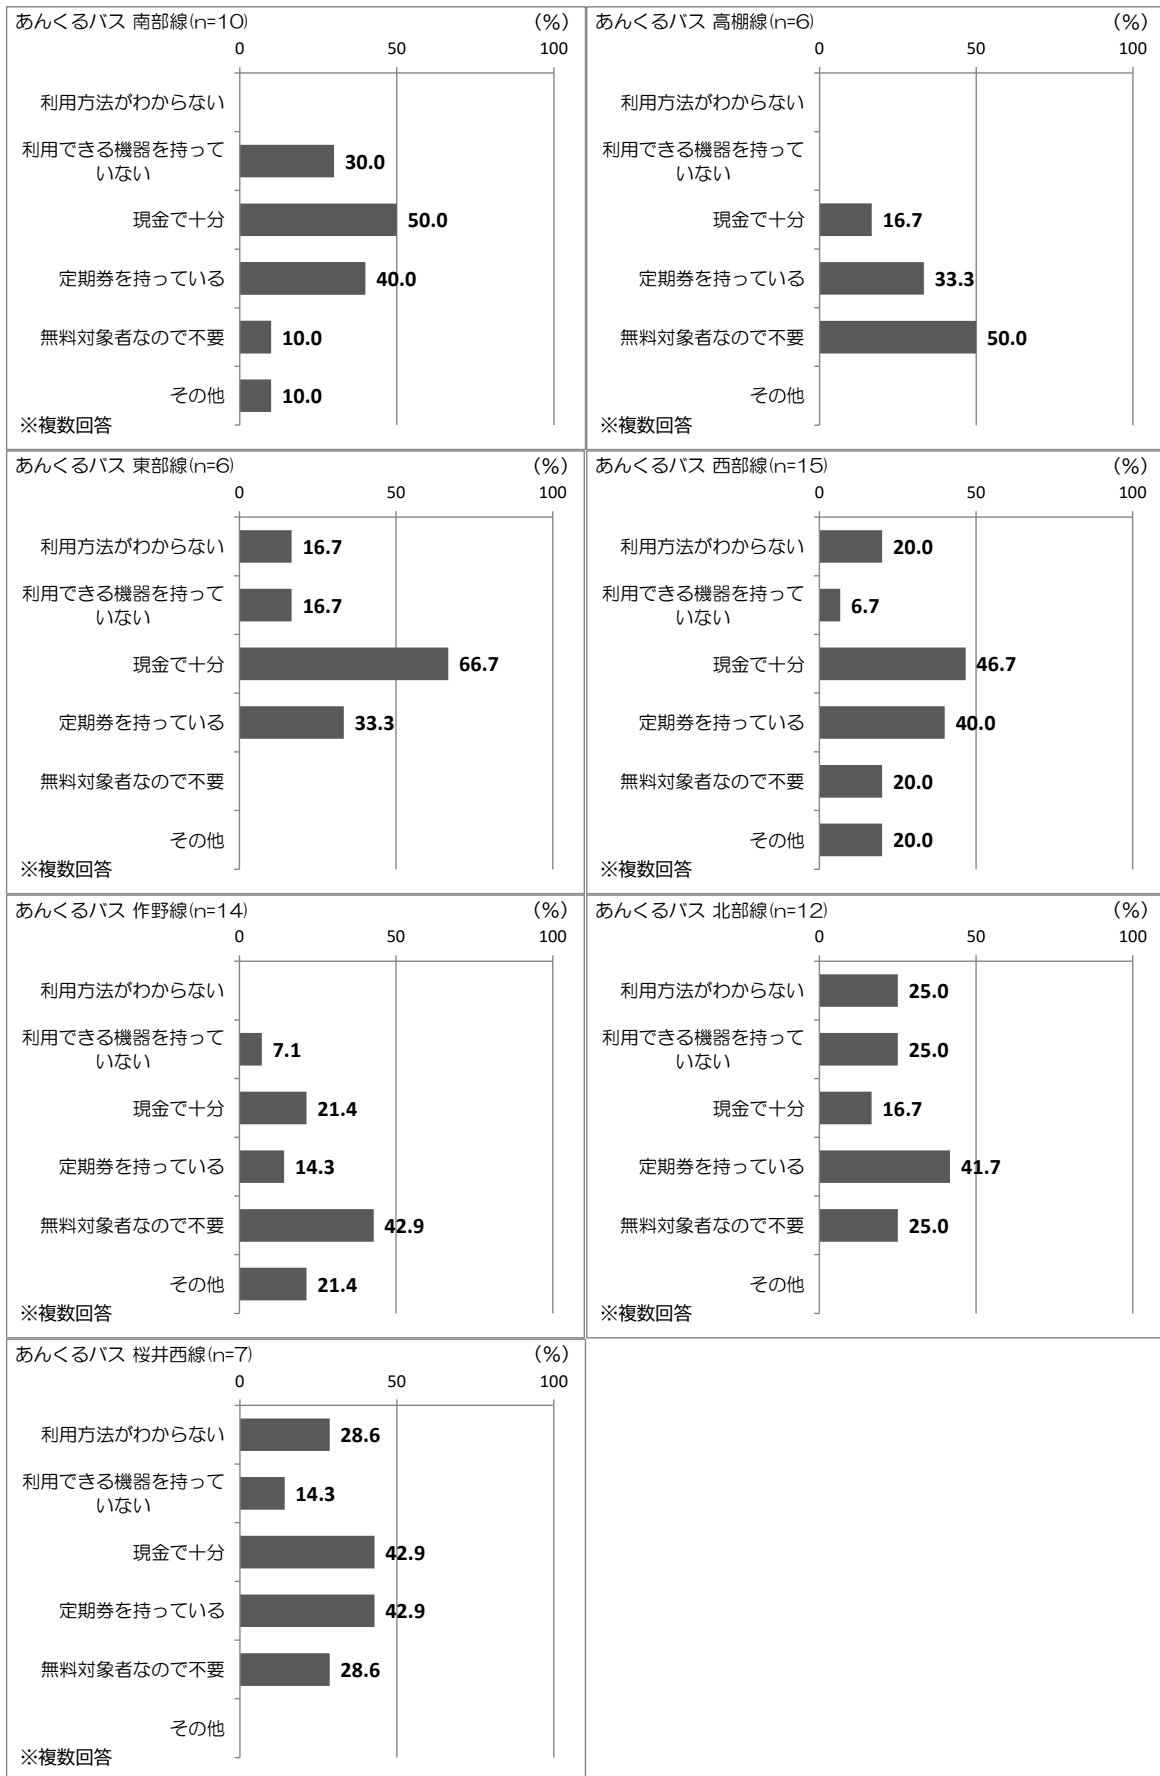 あんくるバス 南部線(n=10)
(%)
0 50 100
利用方法がわからない
利用できる機器を持って
いない
30.0
現金で十分
50.0
定期券を持っている
40.0
無料対象者なので不要
10.0
その他
10.0
※複数回答
あんくるバス 高棚線(n=6)
(%)
0 50 100
利用方法がわからない
利用できる機器を持って
いない
現金で十分
16.7
定期券を持っている
33.3
無料対象者なので不要
50.0
その他
※複数回答
あんくるバス 東部線(n=6)
(%)
0 50 100
利用方法がわからない
16.7
利用できる機器を持って
いない
16.7
現金で十分
66.7
定期券を持っている
33.3
無料対象者なので不要
その他
※複数回答
あんくるバス 西部線(n=15)
(%)
0 50 100
利用方法がわからない
20.0
利用できる機器を持って
いない
6.7
現金で十分
46.7
定期券を持っている
40.0
無料対象者なので不要
20.0
その他
20.0
※複数回答
あんくるバス 作野線(n=14)
(%)
0 50 100
利用方法がわからない
利用できる機器を持って
いない
7.1
現金で十分
21.4
定期券を持っている
14.3
無料対象者なので不要
42.9
その他
21.4
※複数回答
あんくるバス 北部線(n=12)
(%)
0 50 100
利用方法がわからない
25.0
利用できる機器を持って
いない
25.0
現金で十分
16.7
定期券を持っている
41.7
無料対象者なので不要
25.0
その他
※複数回答
あんくるバス 桜井西線(n=7)
(%)
0 50 100
利用方法がわからない
28.6
利用できる機器を持って
いない
14.3
現金で十分
42.9
定期券を持っている
42.9
無料対象者なので不要
28.6
その他
※複数回答